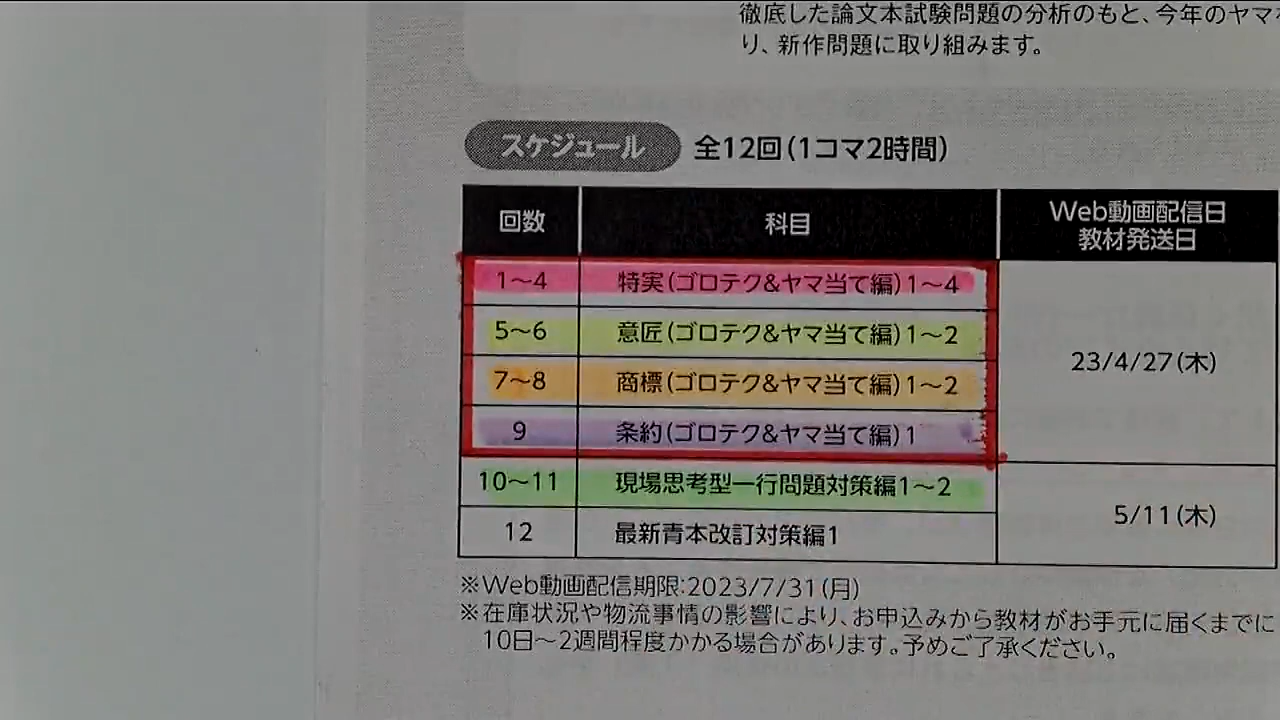 徹底した論文本試験問題の分析のもと、今年のヤマを
り、新作問題に取り組みます。
スケジュール 全12回(1コマ2時間)
回数 科目 Web動画配信日
教材発送日
1〜4 特実(ゴロテク&ヤマ当て編)1〜4
5〜6 意匠(ゴロテク&ヤマ当て編)1〜2
23/4/27(木)
7〜8 商標(ゴロテク&ヤマ当て編)1〜2
9 条約(ゴロテク&ヤマ当て編)1
10〜11 現場思考型一行問題対策編1〜2
5/11(木)
12 最新青本改訂対策編1
※Web動画配信期限:2023/7/31(月)
※在庫状況や物流事情の影響により、お申込みから教材がお手元に届くまでに
10日〜2週間程度かかる場合があります。予めご了承ください。